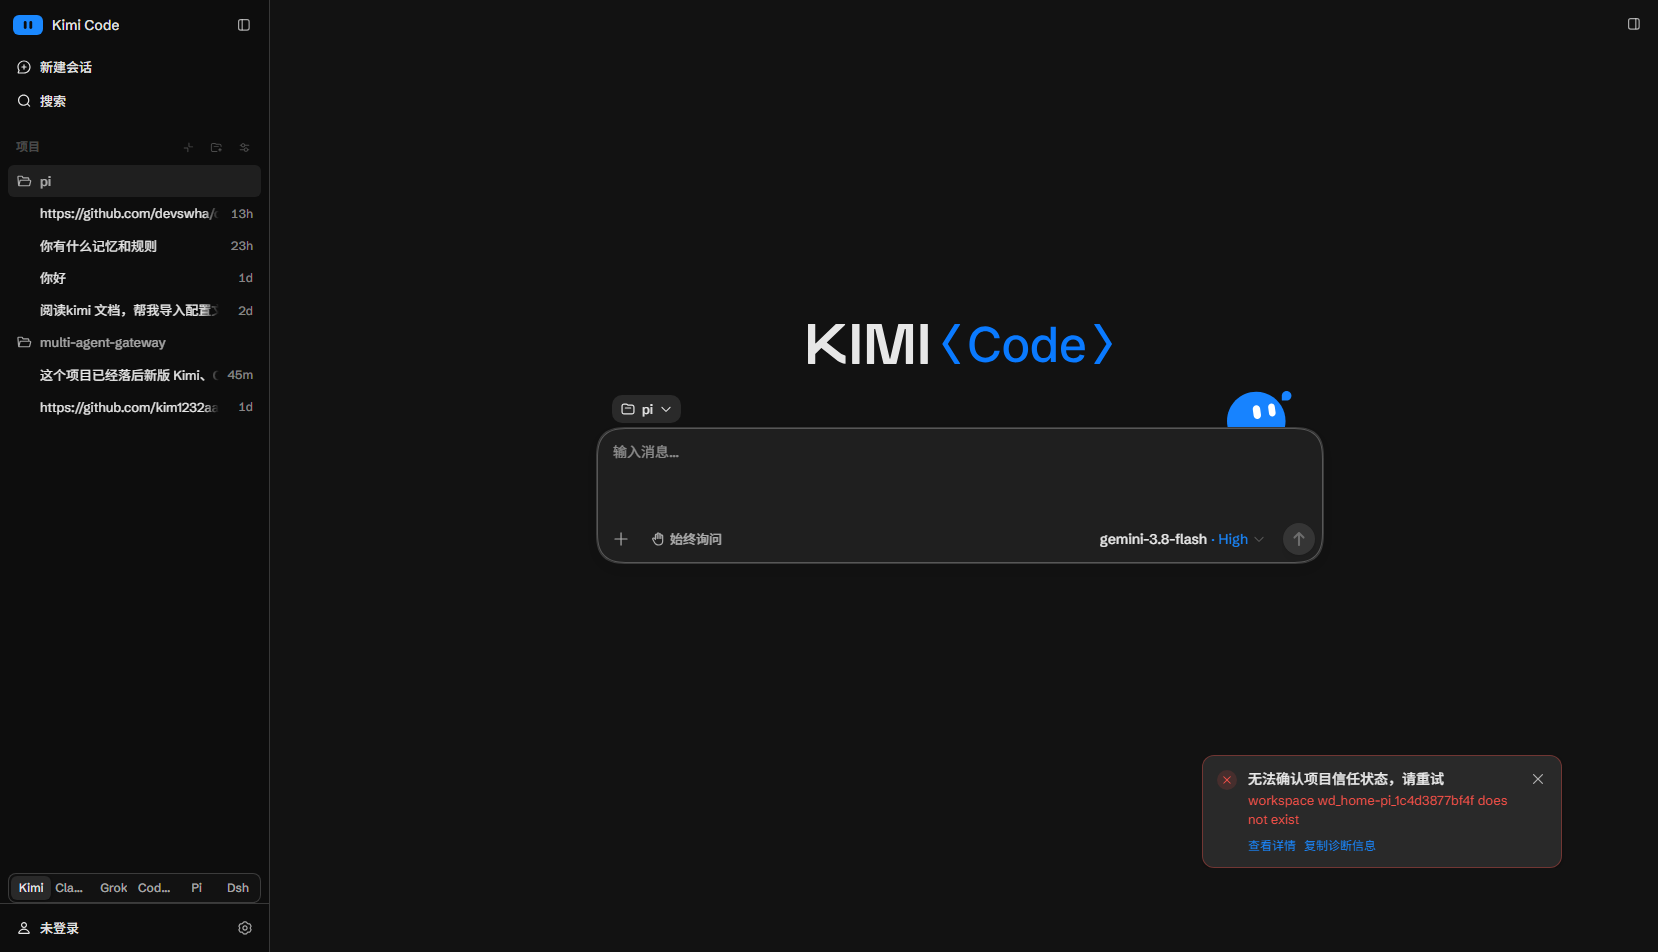 Kimi Code
新建会话
搜索
项目
pi
https://github.com/devswha/ 13h
你有什么记忆和规则 23h
你好 1d
阅读kimi 文档，帮我导入配置 2d
multi-agent-gateway
这个项目已经落后新版 Kimi、 45m
https://github.com/kim1232aa 1d
KIMI〈Code〉
pi
输入消息...
始终询问
gemini-3.8-flash · High
无法确认项目信任状态，请重试
workspace wd_home-pi_1c4d3877bf4f does
not exist
查看详情 复制诊断信息
Kimi Cla... Grok Cod... Pi Dsh
未登录